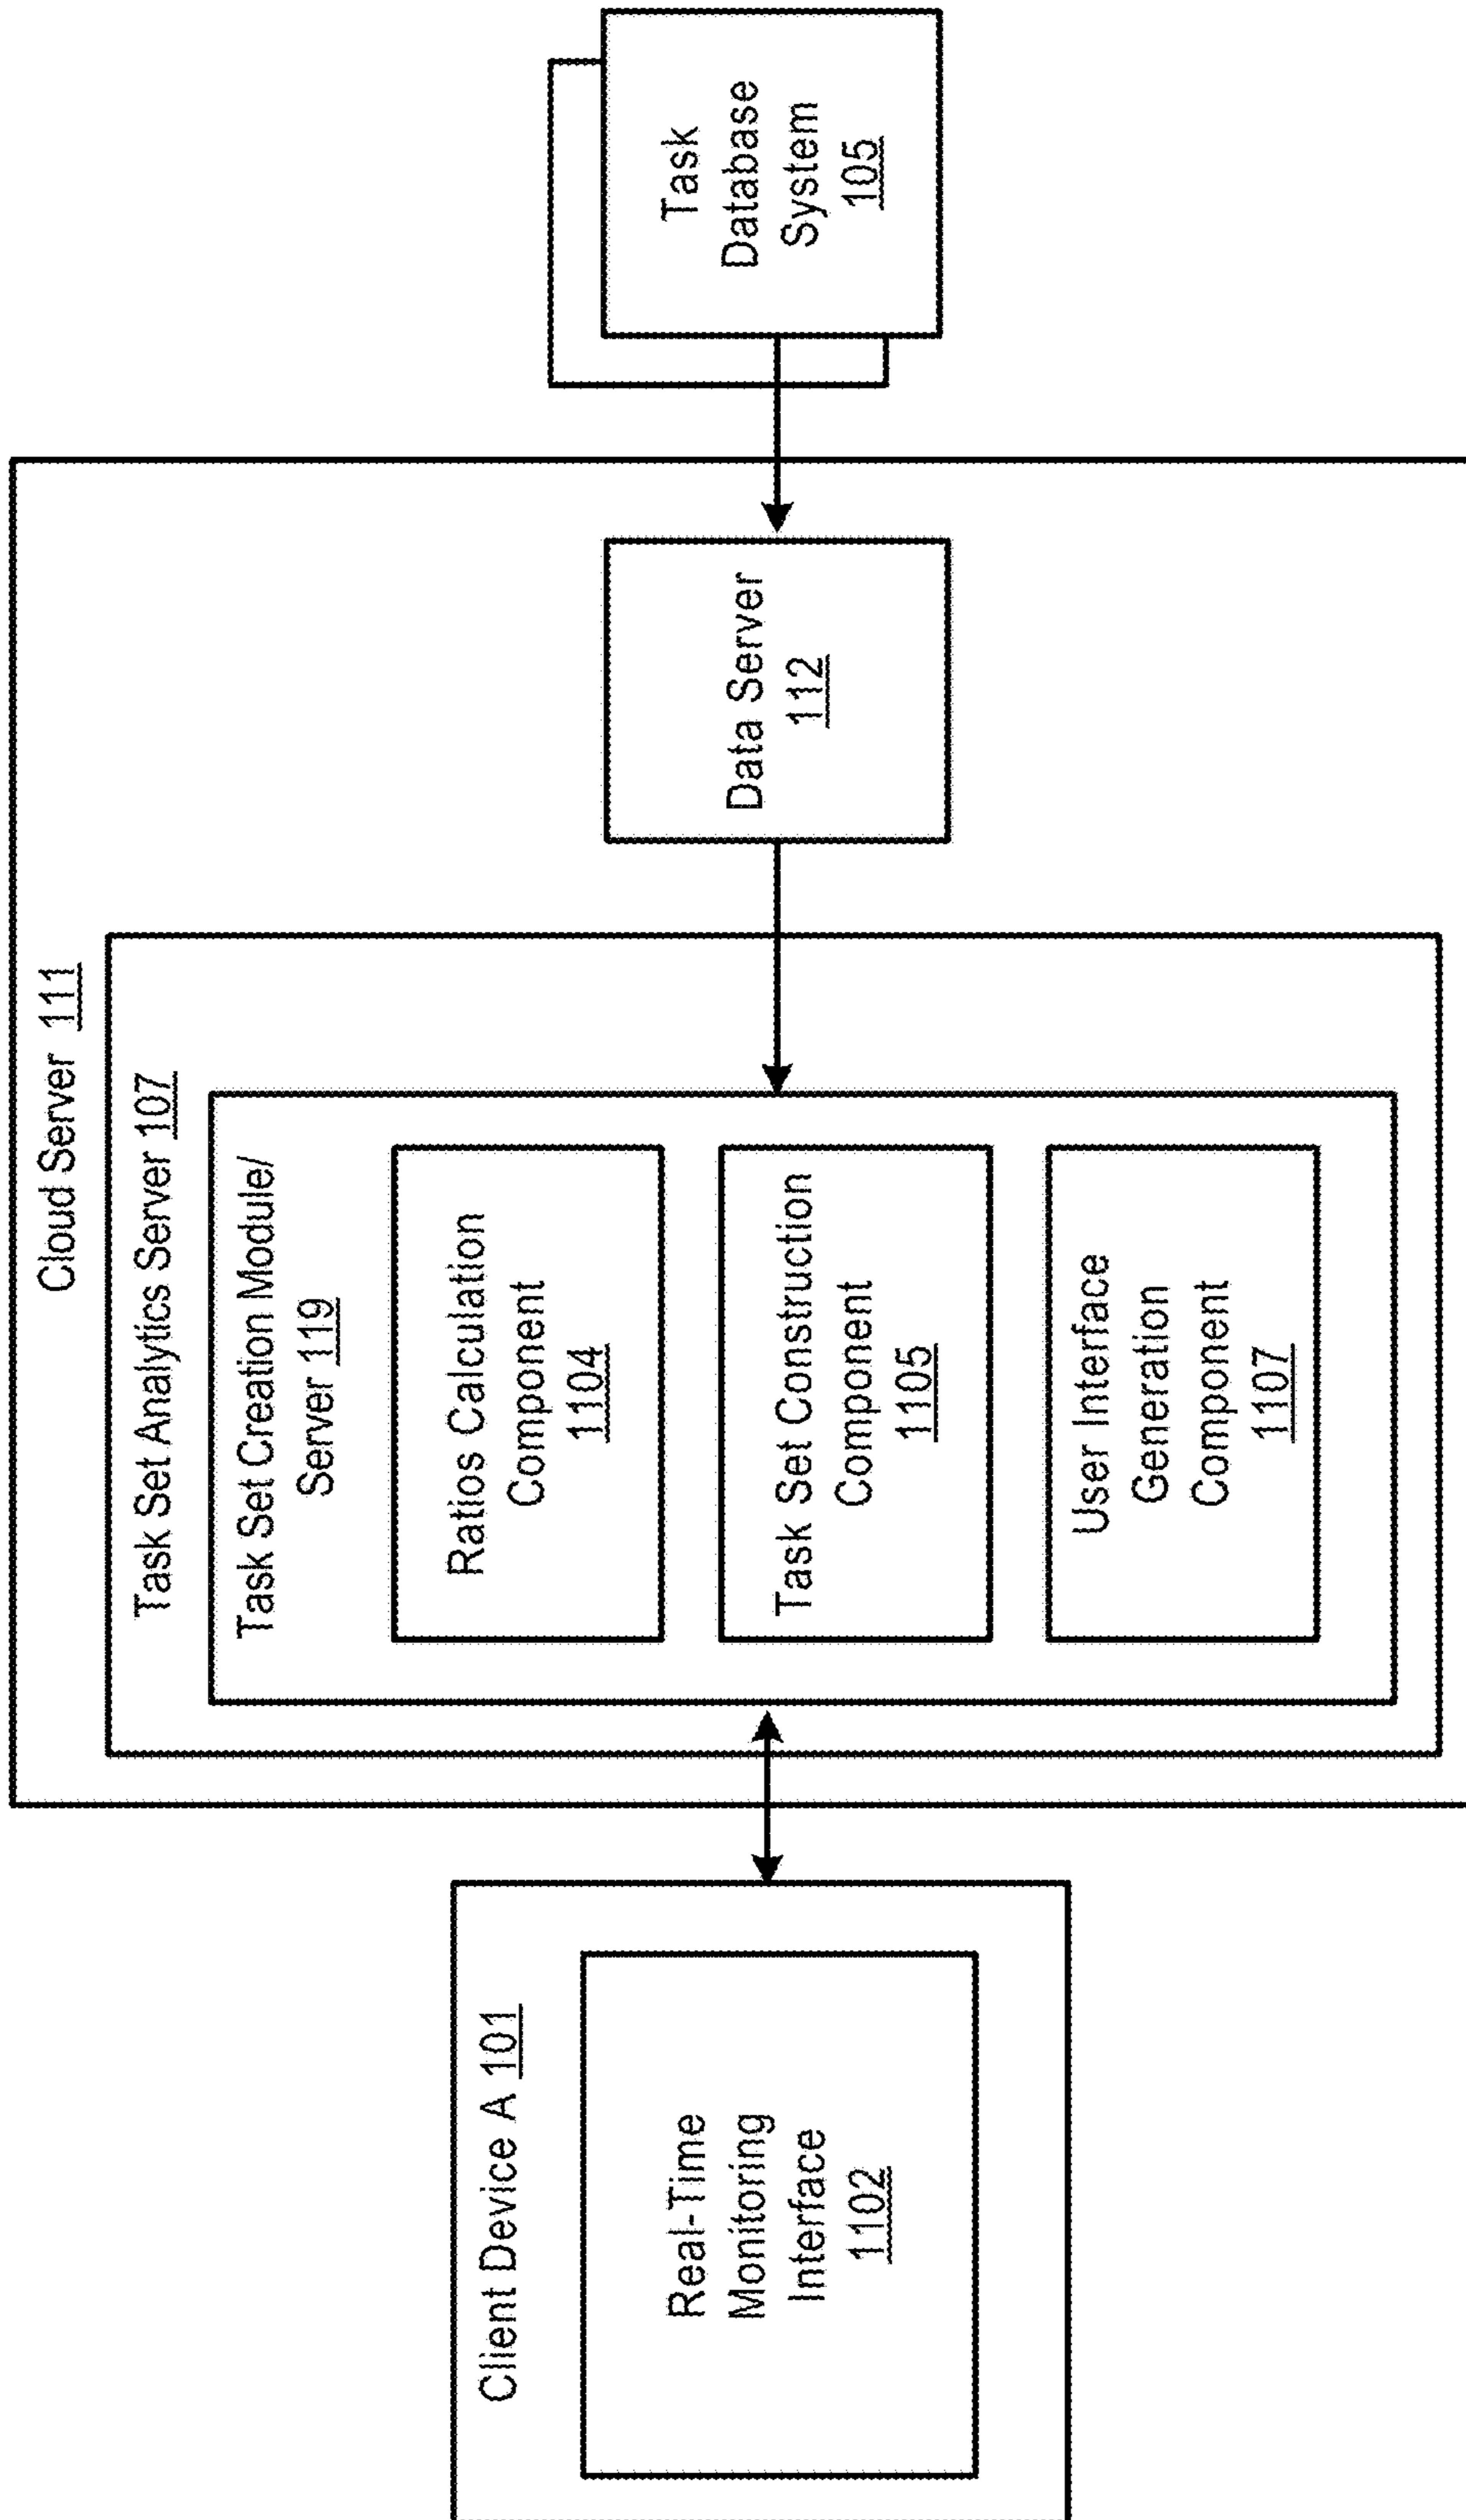 Client Device A 101
Real-Time
Monitoring
Interface
1102
Cloud Server 111
Task Set Analytics Server 107
Task Set Creation Module/
Server 119
Ratios Calculation
Component
1104
Task Set Construction
Component
1105
User Interface
Generation
Component
1107
Data Server
112
Task
Database
System
105